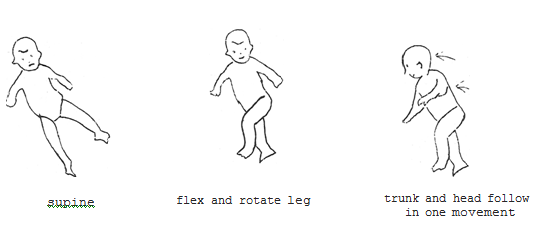 supine
flex and rotate leg
trunk and head follow
in one movement